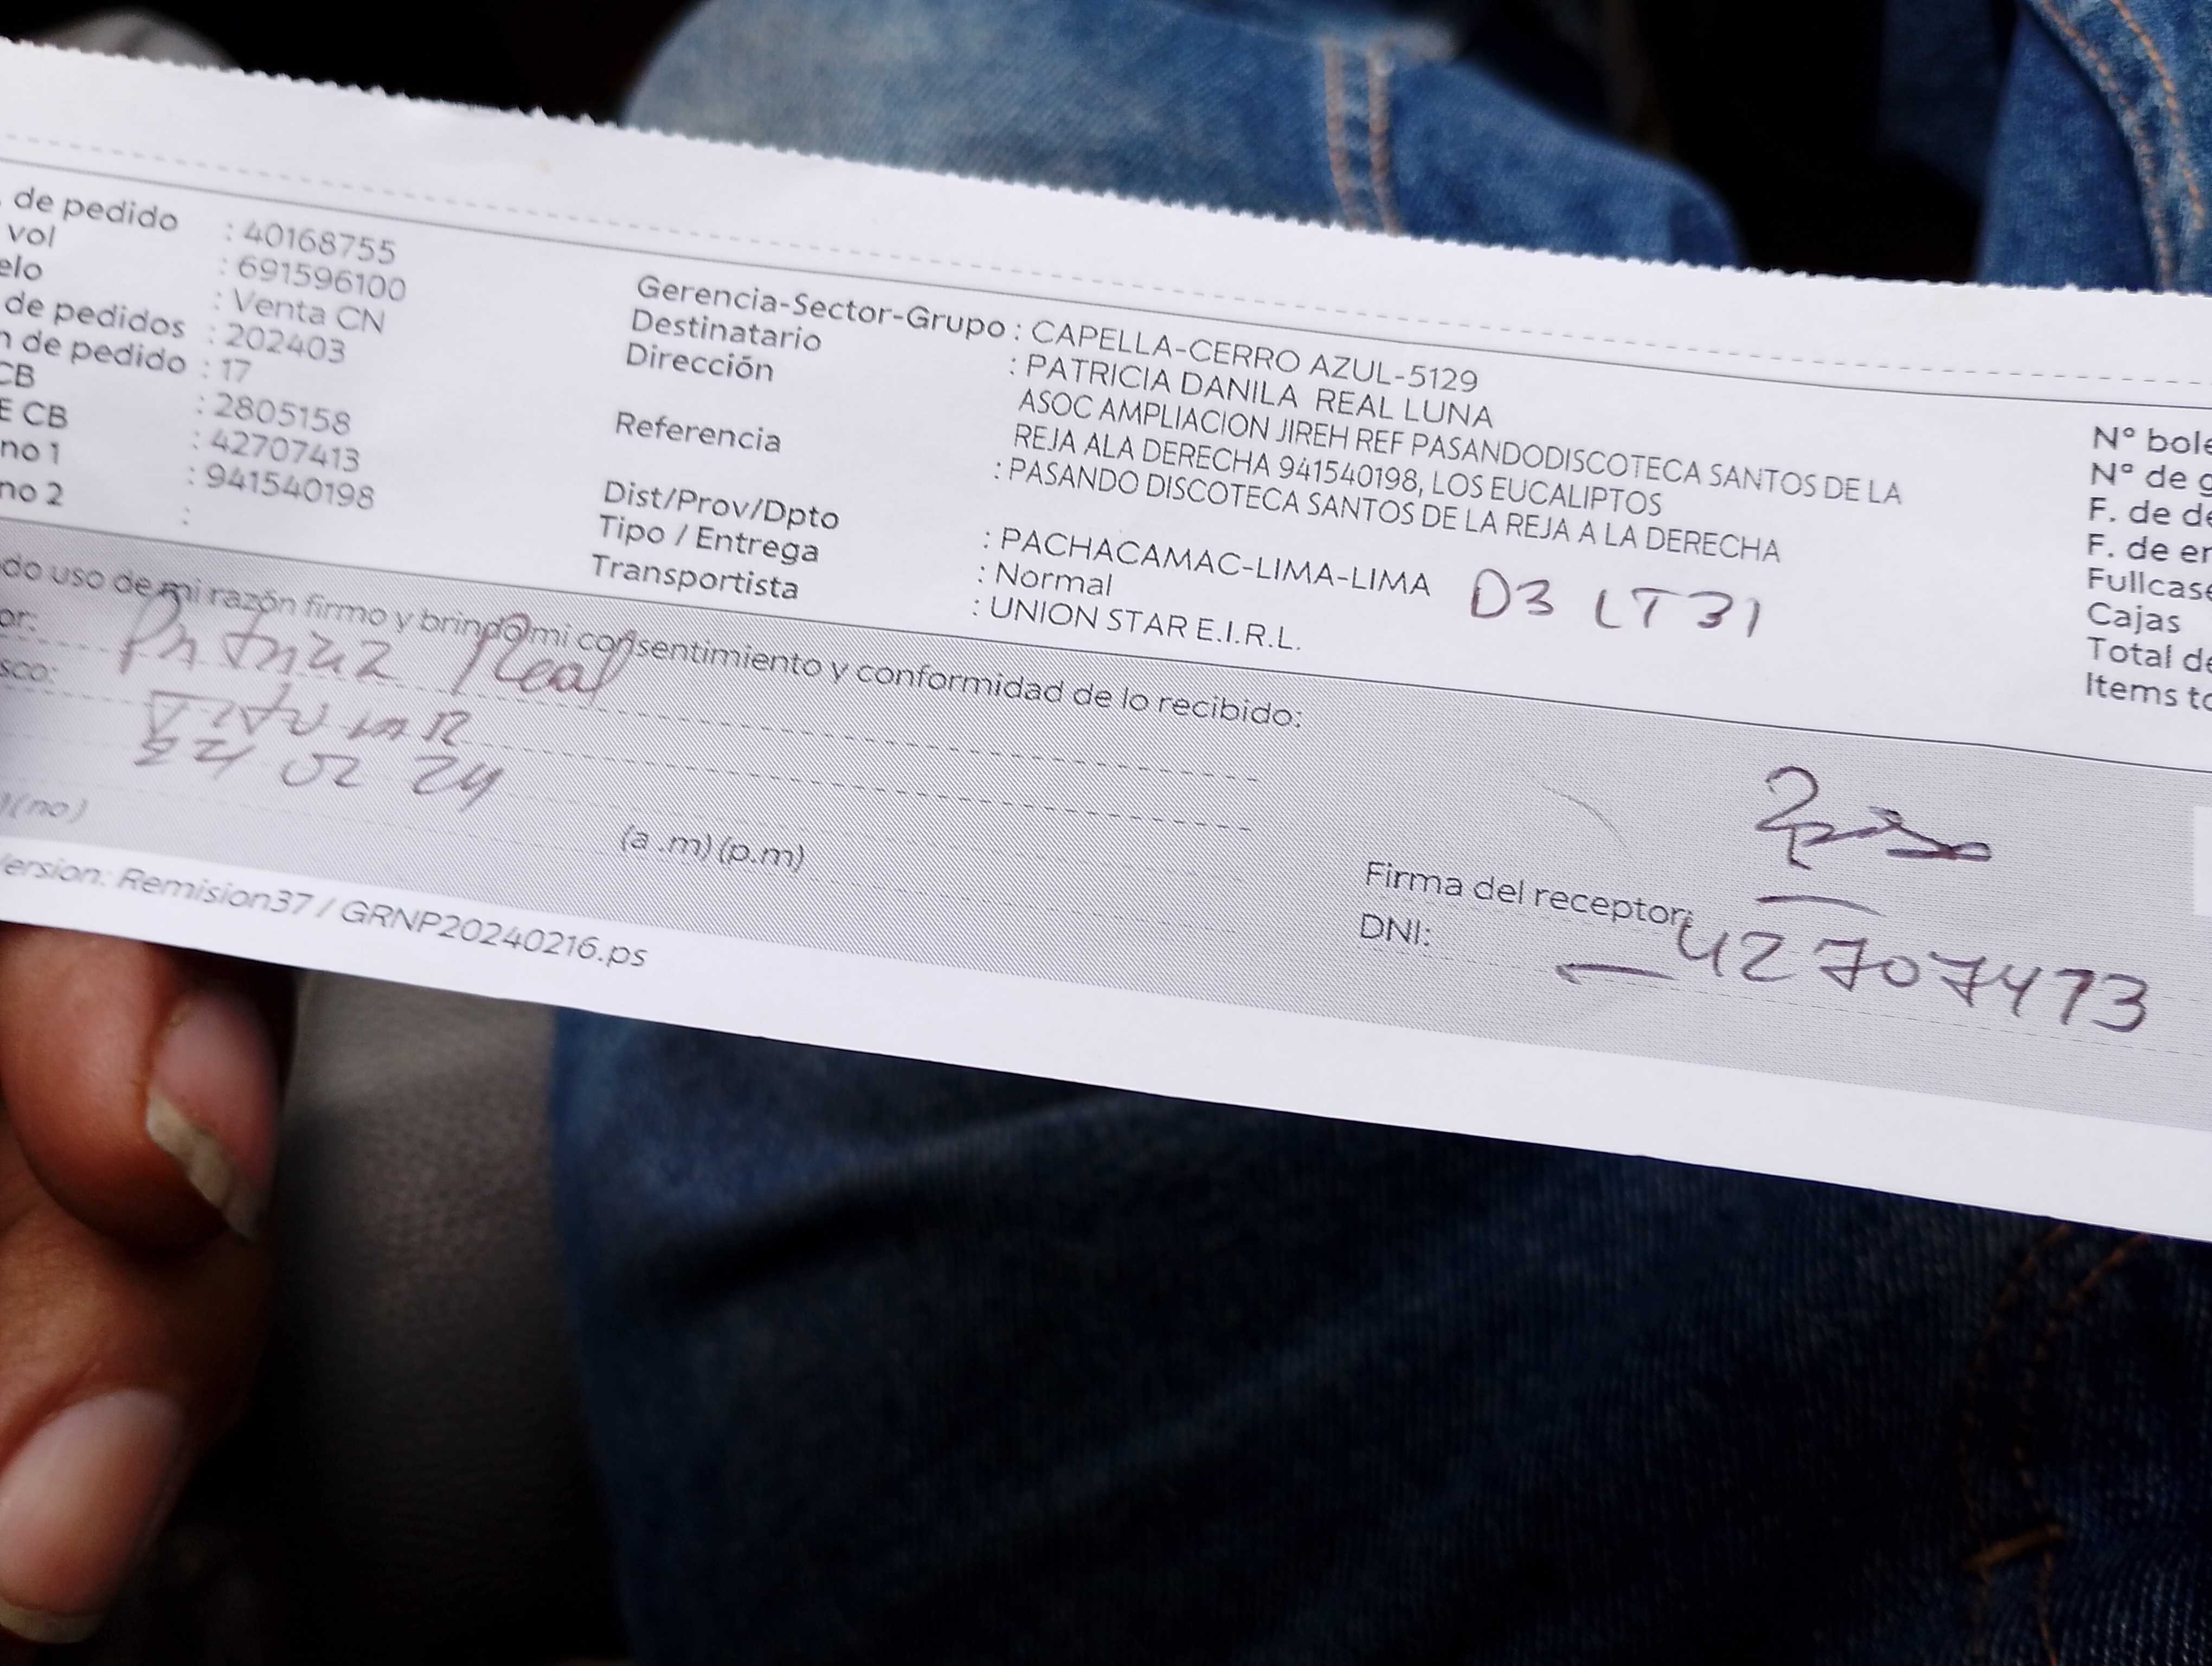 de pedido : 40168755
vol : 691596100
elo : Venta CN
de pedidos : 202403
n de pedido : 17
CB : 2805158
E CB : 42707413
no 1 : 941540198
no 2 :
Gerencia-Sector-Grupo : CAPELLA-CERRO AZUL-5129
Destinatario : PATRICIA DANILA REAL LUNA
Dirección ASOC AMPLIACION JIREH REF PASANDODISCOTECA SANTOS DE LA
REJA ALA DERECHA 941540198, LOS EUCALIPTOS
Referencia : PASANDO DISCOTECA SANTOS DE LA REJA A LA DERECHA
Dist/Prov/Dpto : PACHACAMAC-LIMA-LIMA D3 LT 31
Tipo / Entrega : Normal
Transportista : UNION STAR E.I.R.L.
N° bole
N° de g
F. de de
F. de en
Fullcase
Cajas
Total de
Items to
do uso de mi razón firmo y brindo mi consentimiento y conformidad de lo recibido:
or: Real
sco:
02 24
)(no) (a .m) (p.m)
Firma del receptor:
DNI: 42707473
ersion: Remision37 / GRNP20240216.ps